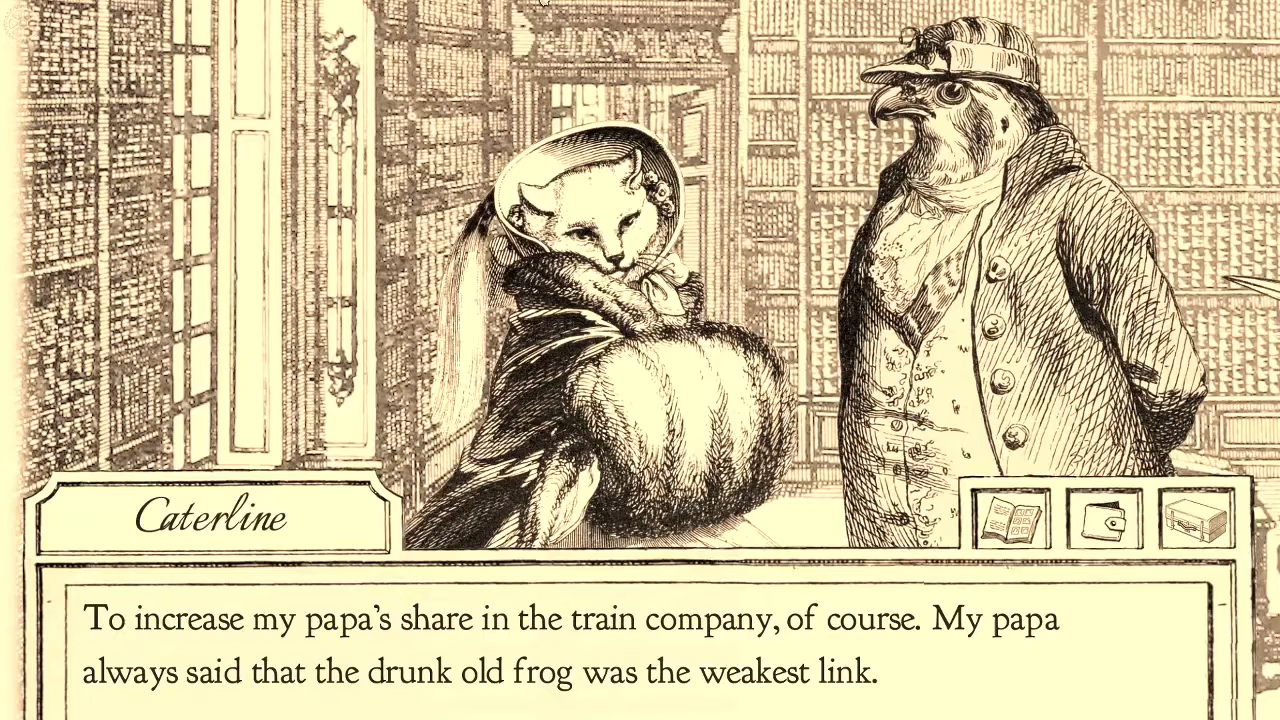 Caterline
To increase my papa's share in the train company, of course. My papa
always said that the drunk old frog was the weakest link.